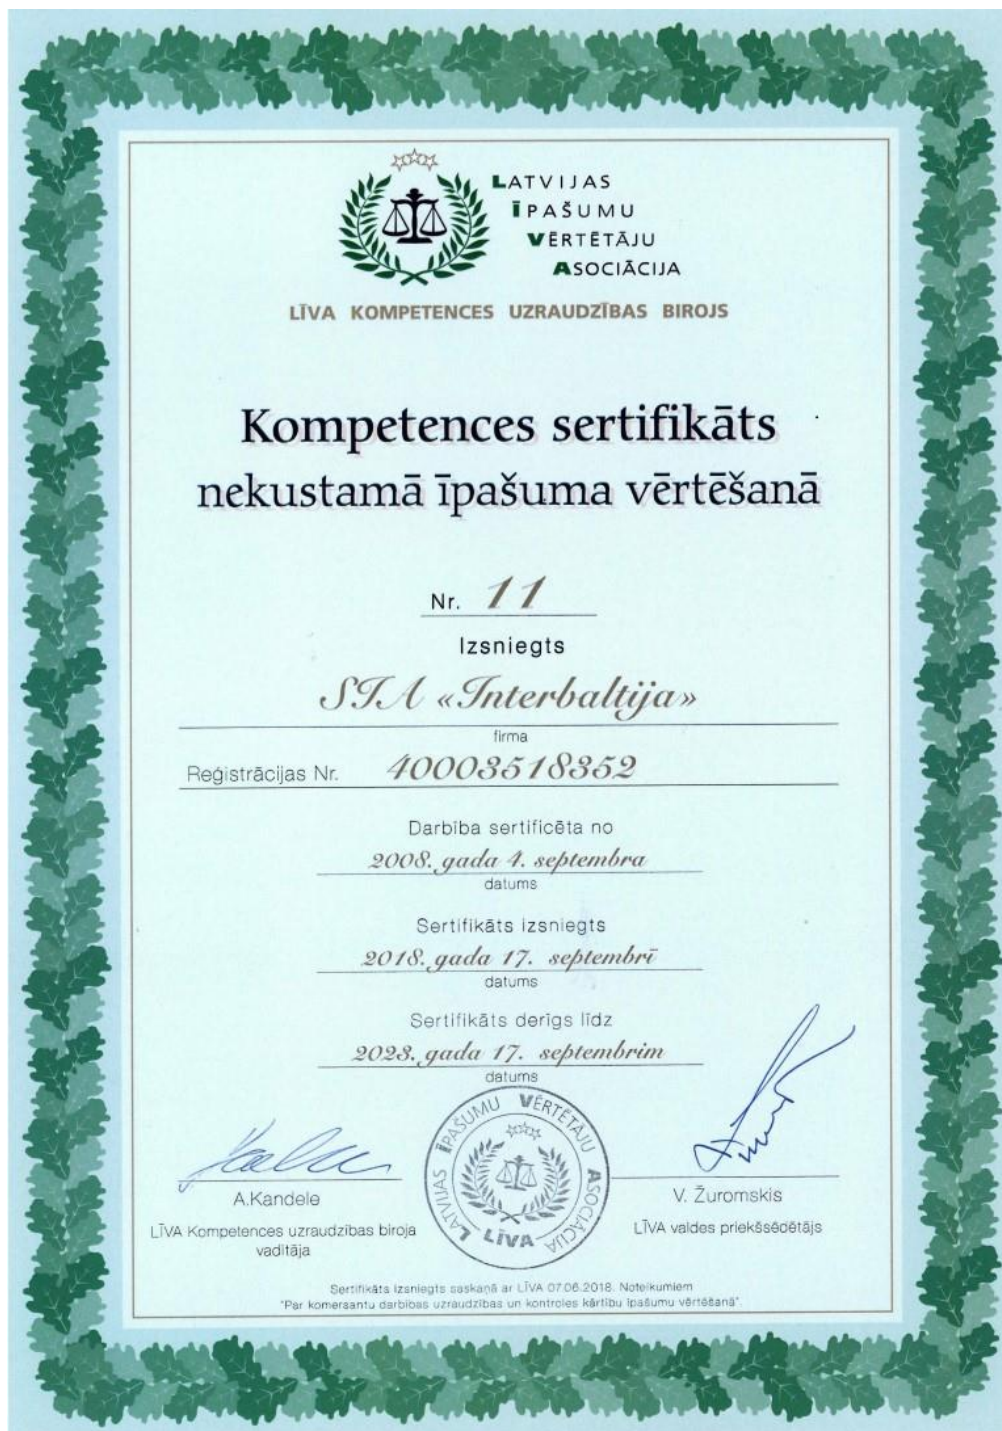 LATVIJAS
ĪPAŠUMU
VĒRTĒTĀJU
ASOCIĀCIJA
LĪVA KOMPETENCES UZRAUDZĪBAS BIROJS
Kompetences sertifikāts
nekustamā īpašuma vērtēšanā
Nr. 11
Izsniegts
SIA «Interbaltija»
firma
Reģistrācijas Nr. 40003518352
Darbība sertificēta no
2008. gada 4. septembra
datums
Sertifikāts izsniegts
2018. gada 17. septembrī
datums
Sertifikāts derīgs līdz
2023. gada 17. septembrim
datums
LATVIJAS ĪPAŠUMU VĒRTĒTĀJU ASOCIĀCIJA
LĪVA
A.Kandele
LĪVA Kompetences uzraudzības biroja
vadītāja
V. Žuromskis
LĪVA valdes priekšsēdētājs
Sertifikāts izsniegts saskaņā ar LĪVA 07.06.2018. Noteikumiem
"Par komersantu darbības uzraudzības un kontroles kārtību īpašumu vērtēšanā".